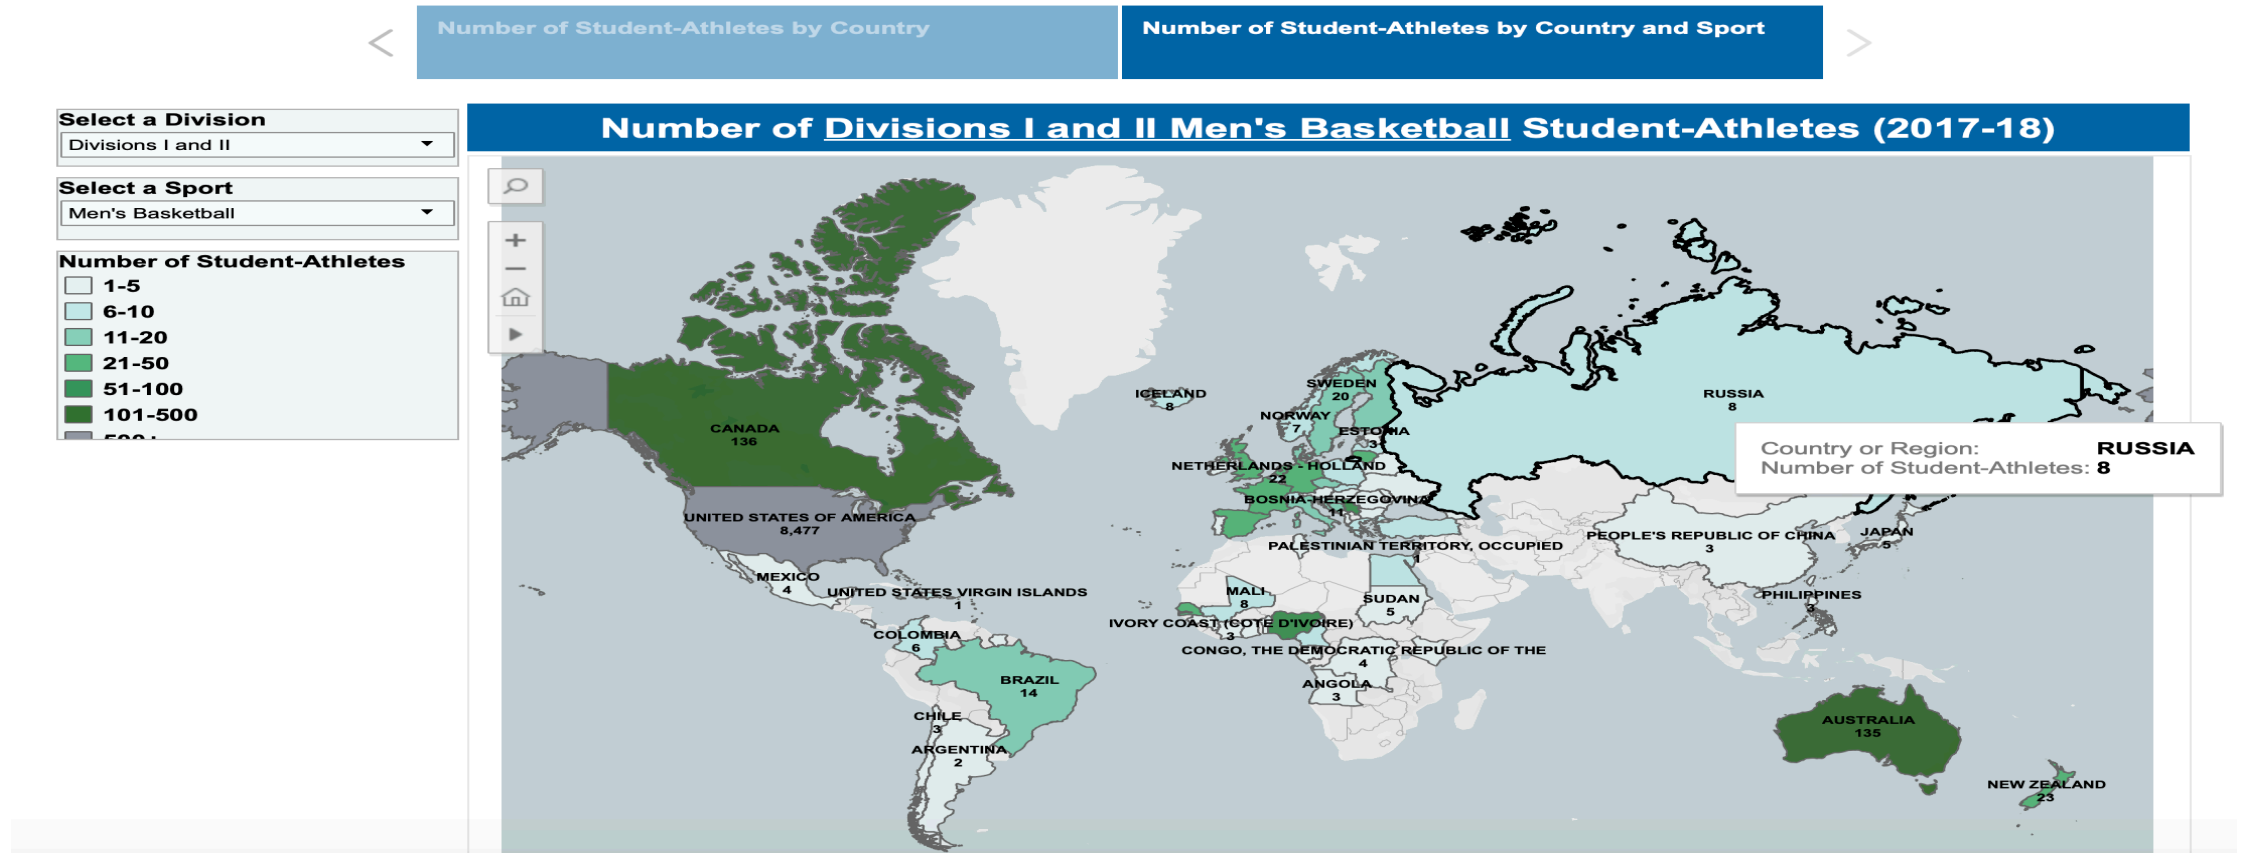 Number of Student-Athletes by Country
Number of Student-Athletes by Country and Sport
Select a Division
Divisions I and II
Select a Sport
Men's Basketball
Number of Student-Athletes
1-5
6-10
11-20
21-50
51-100
101-500
500+
Number of Divisions I and II Men's Basketball Student-Athletes (2017-18)
ICELAND
8
SWEDEN
20
NORWAY
7
ESTONIA
3
RUSSIA
8
Country or Region: RUSSIA
Number of Student-Athletes: 8
CANADA
136
NETHERLANDS - HOLLAND
22
BOSNIA-HERZEGOVINA
11
UNITED STATES OF AMERICA
8,477
PALESTINIAN TERRITORY, OCCUPIED
1
PEOPLE'S REPUBLIC OF CHINA
3
JAPAN
5
MEXICO
4
UNITED STATES VIRGIN ISLANDS
1
MALI
8
SUDAN
5
PHILIPPINES
3
IVORY COAST (COTE D'IVOIRE)
3
COLOMBIA
6
CONGO, THE DEMOCRATIC REPUBLIC OF THE
4
BRAZIL
14
ANGOLA
3
CHILE
3
ARGENTINA
2
AUSTRALIA
135
NEW ZEALAND
23